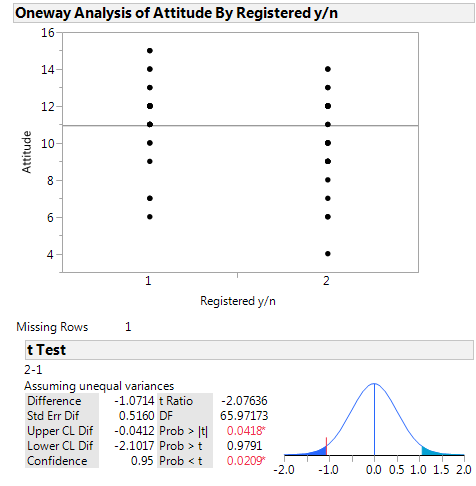 Oneway Analysis of Attitude By Registered y/n
16
14
12
10
8
6
4
Attitude
1 2
Registered y/n
Missing Rows 1
t Test
2-1
Assuming unequal variances
Difference -1.0714 t Ratio -2.07636
Std Err Dif 0.5160 DF 65.97173
Upper CL Dif -0.0412 Prob > |t| 0.0418*
Lower CL Dif -2.1017 Prob > t 0.9791
Confidence 0.95 Prob < t 0.0209*
-2.0 -1.0 0.0 0.5 1.0 1.5 2.0